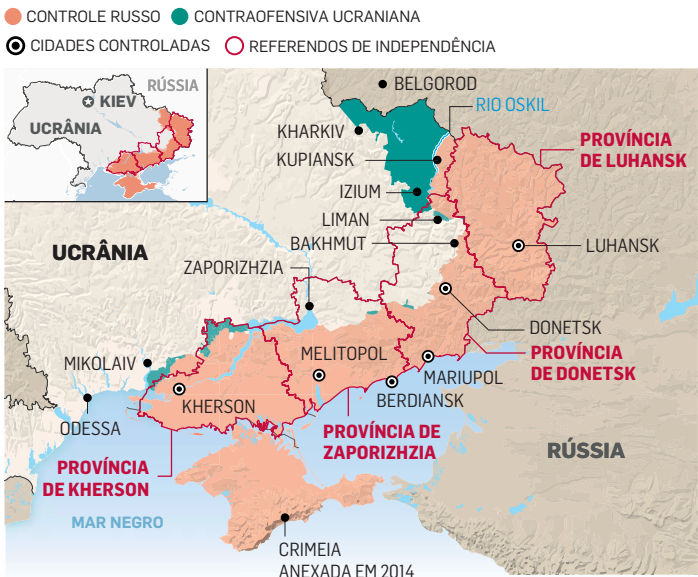 CONTROLE RUSSO
CONTRAOFENSIVA UCRANIANA
CIDADES CONTROLADAS
REFERENDOS DE INDEPENDÊNCIA
RÚSSIA
KIEV
UCRÂNIA
BELGOROD
RIO OSKIL
KHARKIV
KUPIANSK
PROVÍNCIA
DE LUHANSK
IZIUM
LIMAN
BAKHMUT
LUHANSK
UCRÂNIA
ZAPORIZHZIA
DONETSK
PROVÍNCIA
DE DONETSK
MELITOPOL
MIKOLAIV
MARIUPOL
BERDIANSK
KHERSON
ODESSA
PROVÍNCIA DE
ZAPORIZHZIA
RÚSSIA
PROVÍNCIA
DE KHERSON
MAR NEGRO
CRIMEIA
ANEXADA EM 2014